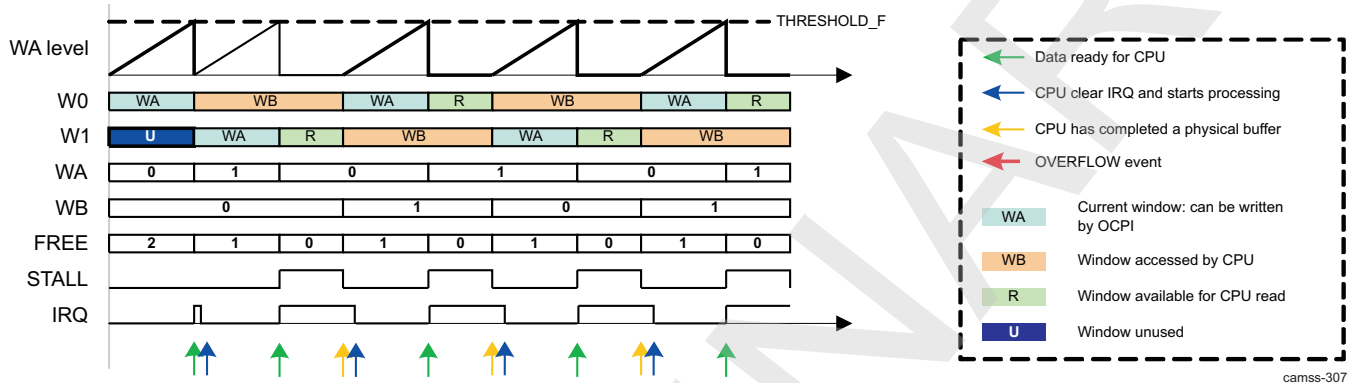 THRESHOLD_F
WA level
W0 WA WB WA R WB WA R
W1 U WA R WB WA R WB
WA 0 1 0 1 0 1
WB 0 1 0 1
FREE 2 1 0 1 0 1 0 1 0
STALL
IRQ
Data ready for CPU
CPU clear IRQ and starts processing
CPU has completed a physical buffer
OVERFLOW event
WA Current window: can be written
by OCPI
WB Window accessed by CPU
R Window available for CPU read
U Window unused
camss-307